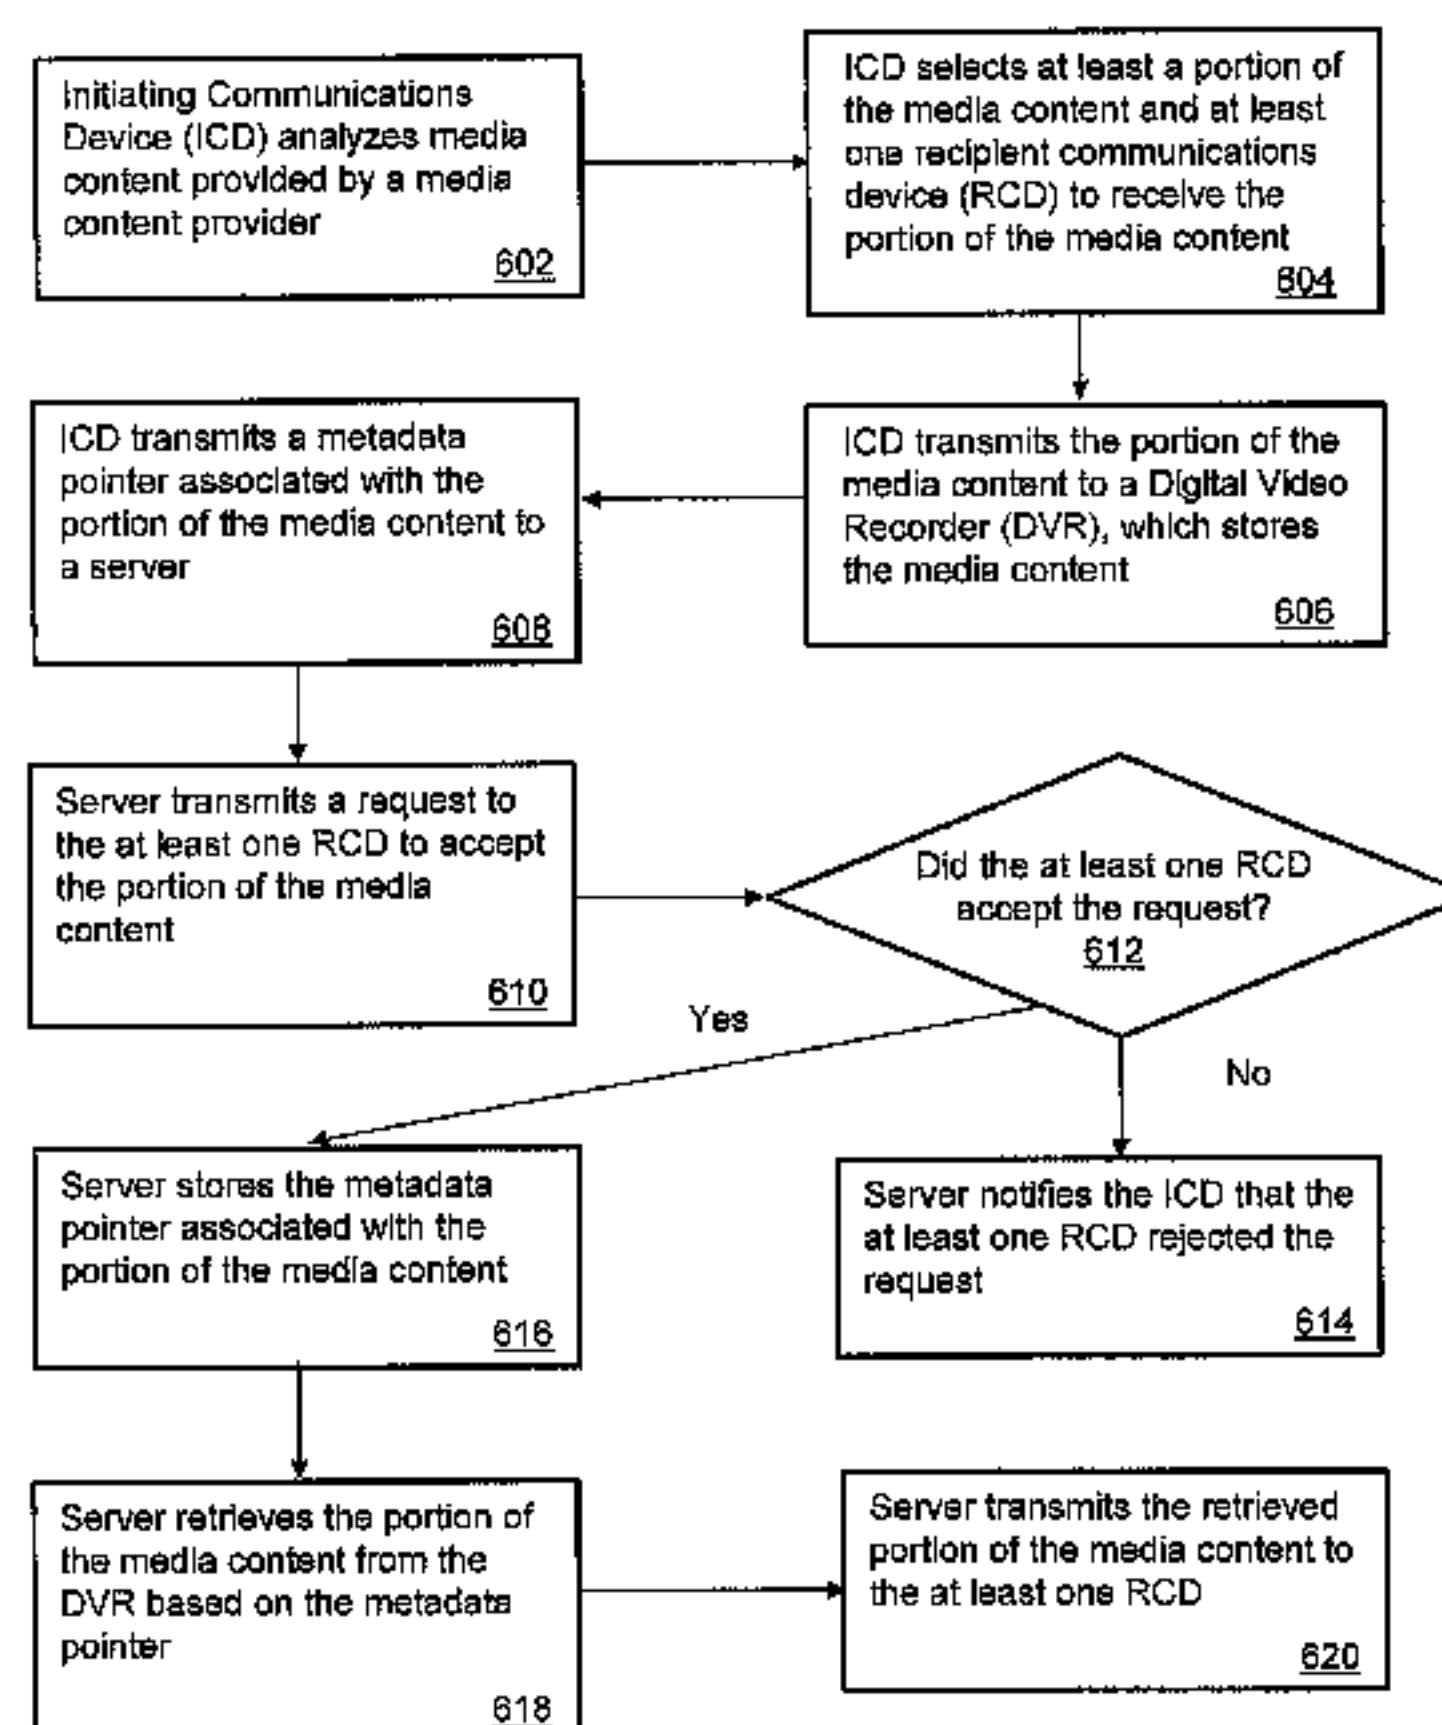 Initiating Communications
Device (ICD) analyzes media
content provided by a media
content provider
602
ICD selects at least a portion of
the media content and at least
one recipient communications
device (RCD) to receive the
portion of the media content
604
ICD transmits the portion of the
media content to a Digital Video
Recorder (DVR), which stores
the media content
606
ICD transmits a metadata
pointer associated with the
portion of the media content to
a server
608
Server transmits a request to
the at least one RCD to accept
the portion of the media
content
610
Did the at least one RCD
accept the request?
612
Yes
No
Server notifies the ICD that the
at least one RCD rejected the
request
614
Server stores the metadata
pointer associated with the
portion of the media content
616
Server retrieves the portion of
the media content from the
DVR based on the metadata
pointer
618
Server transmits the retrieved
portion of the media content to
the at least one RCD
620